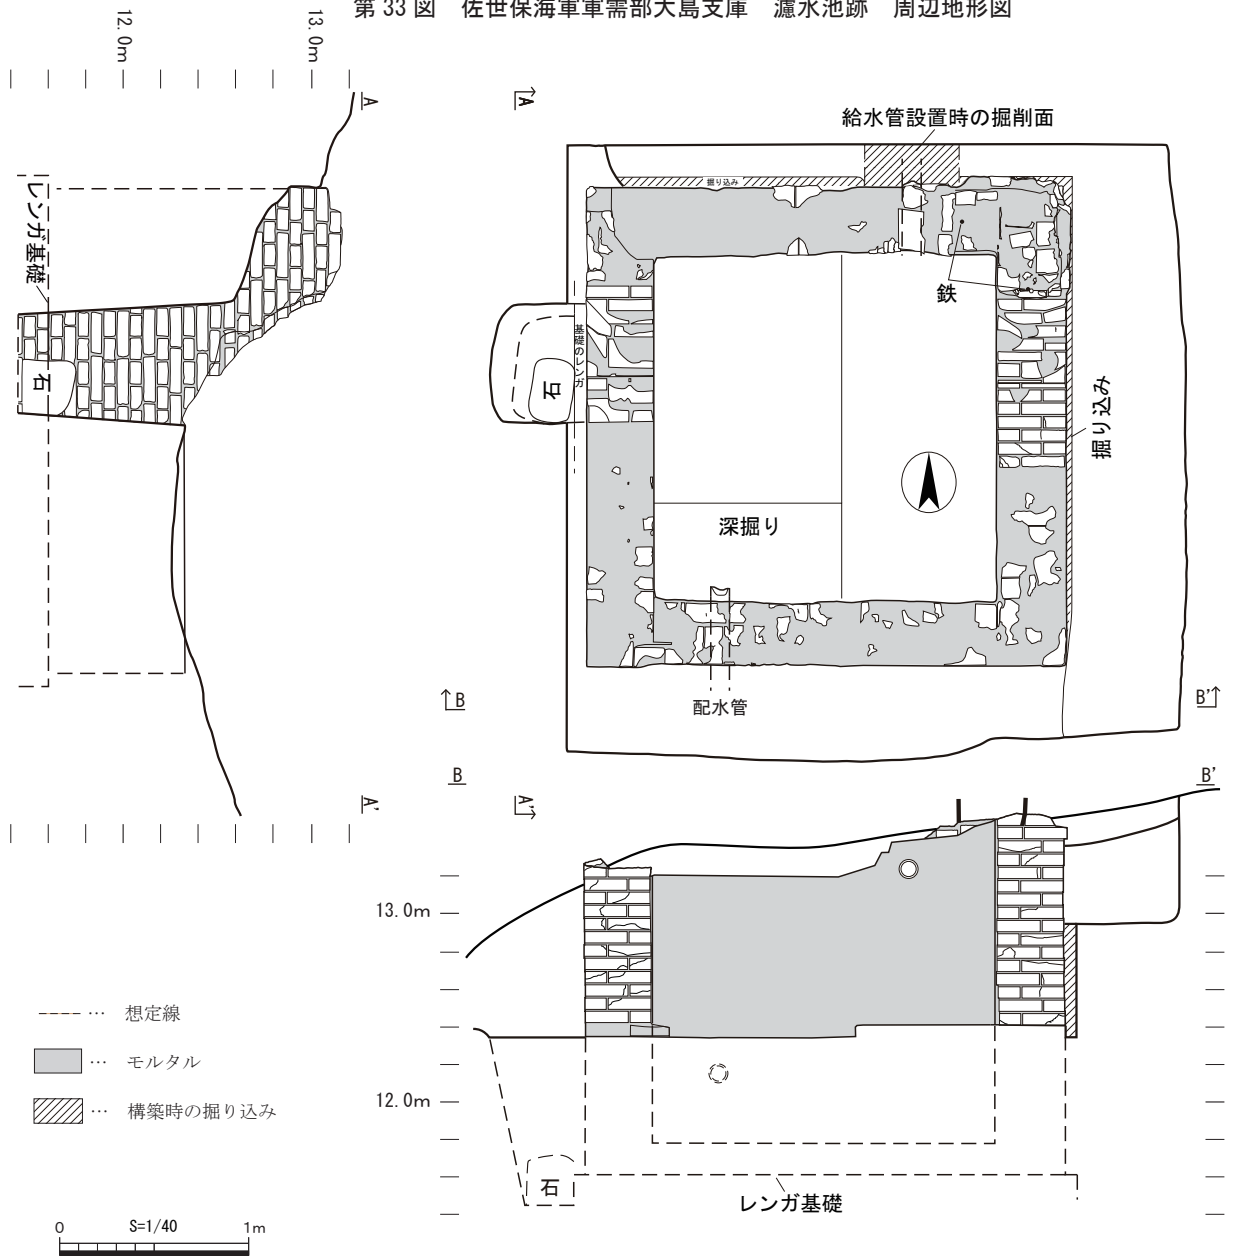 第 33 図　佐世保海軍軍需部大島支庫　濾水池跡　周辺地形図
12.0m
13.0m
A
A
給水管設置時の掘削面
掘り込み
レンガ基礎
鉄
基礎のレンガ
石
石
掘り込み
深掘り
B
B'
配水管
B
B'
A'
A'
13.0m
12.0m
---- … 想定線
… モルタル
… 構築時の掘り込み
石
レンガ基礎
0
S=1/40
1m